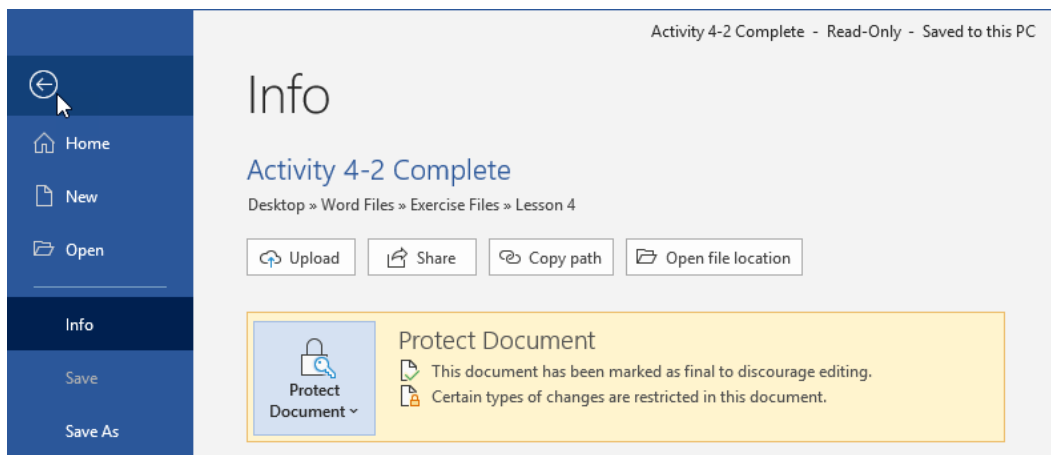 Activity 4-2 Complete - Read-Only - Saved to this PC
Info
Home
New
Open
Info
Save
Save As
Activity 4-2 Complete
Desktop » Word Files » Exercise Files » Lesson 4
Upload
Share
Copy path
Open file location
Protect
Document
Protect Document
This document has been marked as final to discourage editing.
Certain types of changes are restricted in this document.